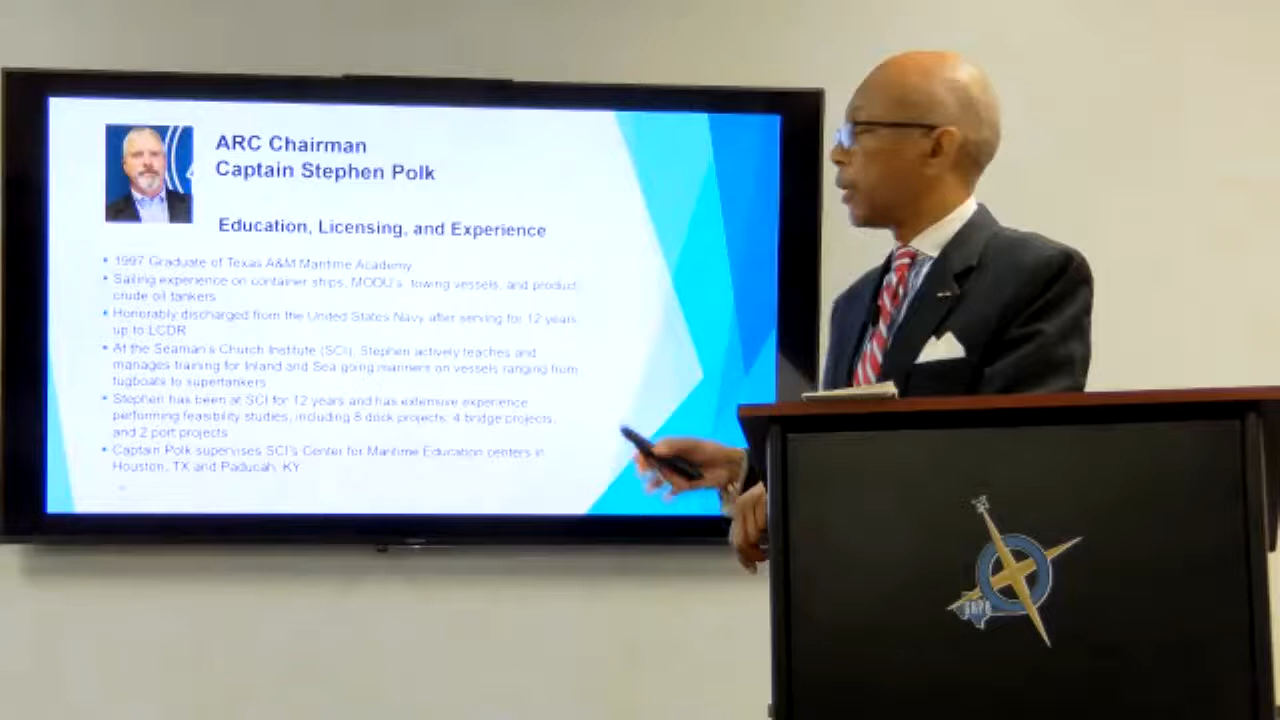 ARC Chairman
Captain Stephen Polk
Education, Licensing, and Experience
• 1997 Graduate of Texas A&M Maritime Academy
• Sailing experience on container ships, MODU's, towing vessels, and product
crude oil tankers
• Honorably discharged from the United States Navy after serving for 12 years
up to LCDR
• At the Seaman's Church Institute (SCI), Stephen actively teaches and
manages training for Inland and Sea going mariners on vessels ranging from
tugboats to supertankers
• Stephen has been at SCI for 12 years and has extensive experience
performing feasibility studies, including 8 dock projects, 4 bridge projects,
and 2 port projects
• Captain Polk supervises SCI's Center for Maritime Education centers in
Houston, TX and Paducah, KY